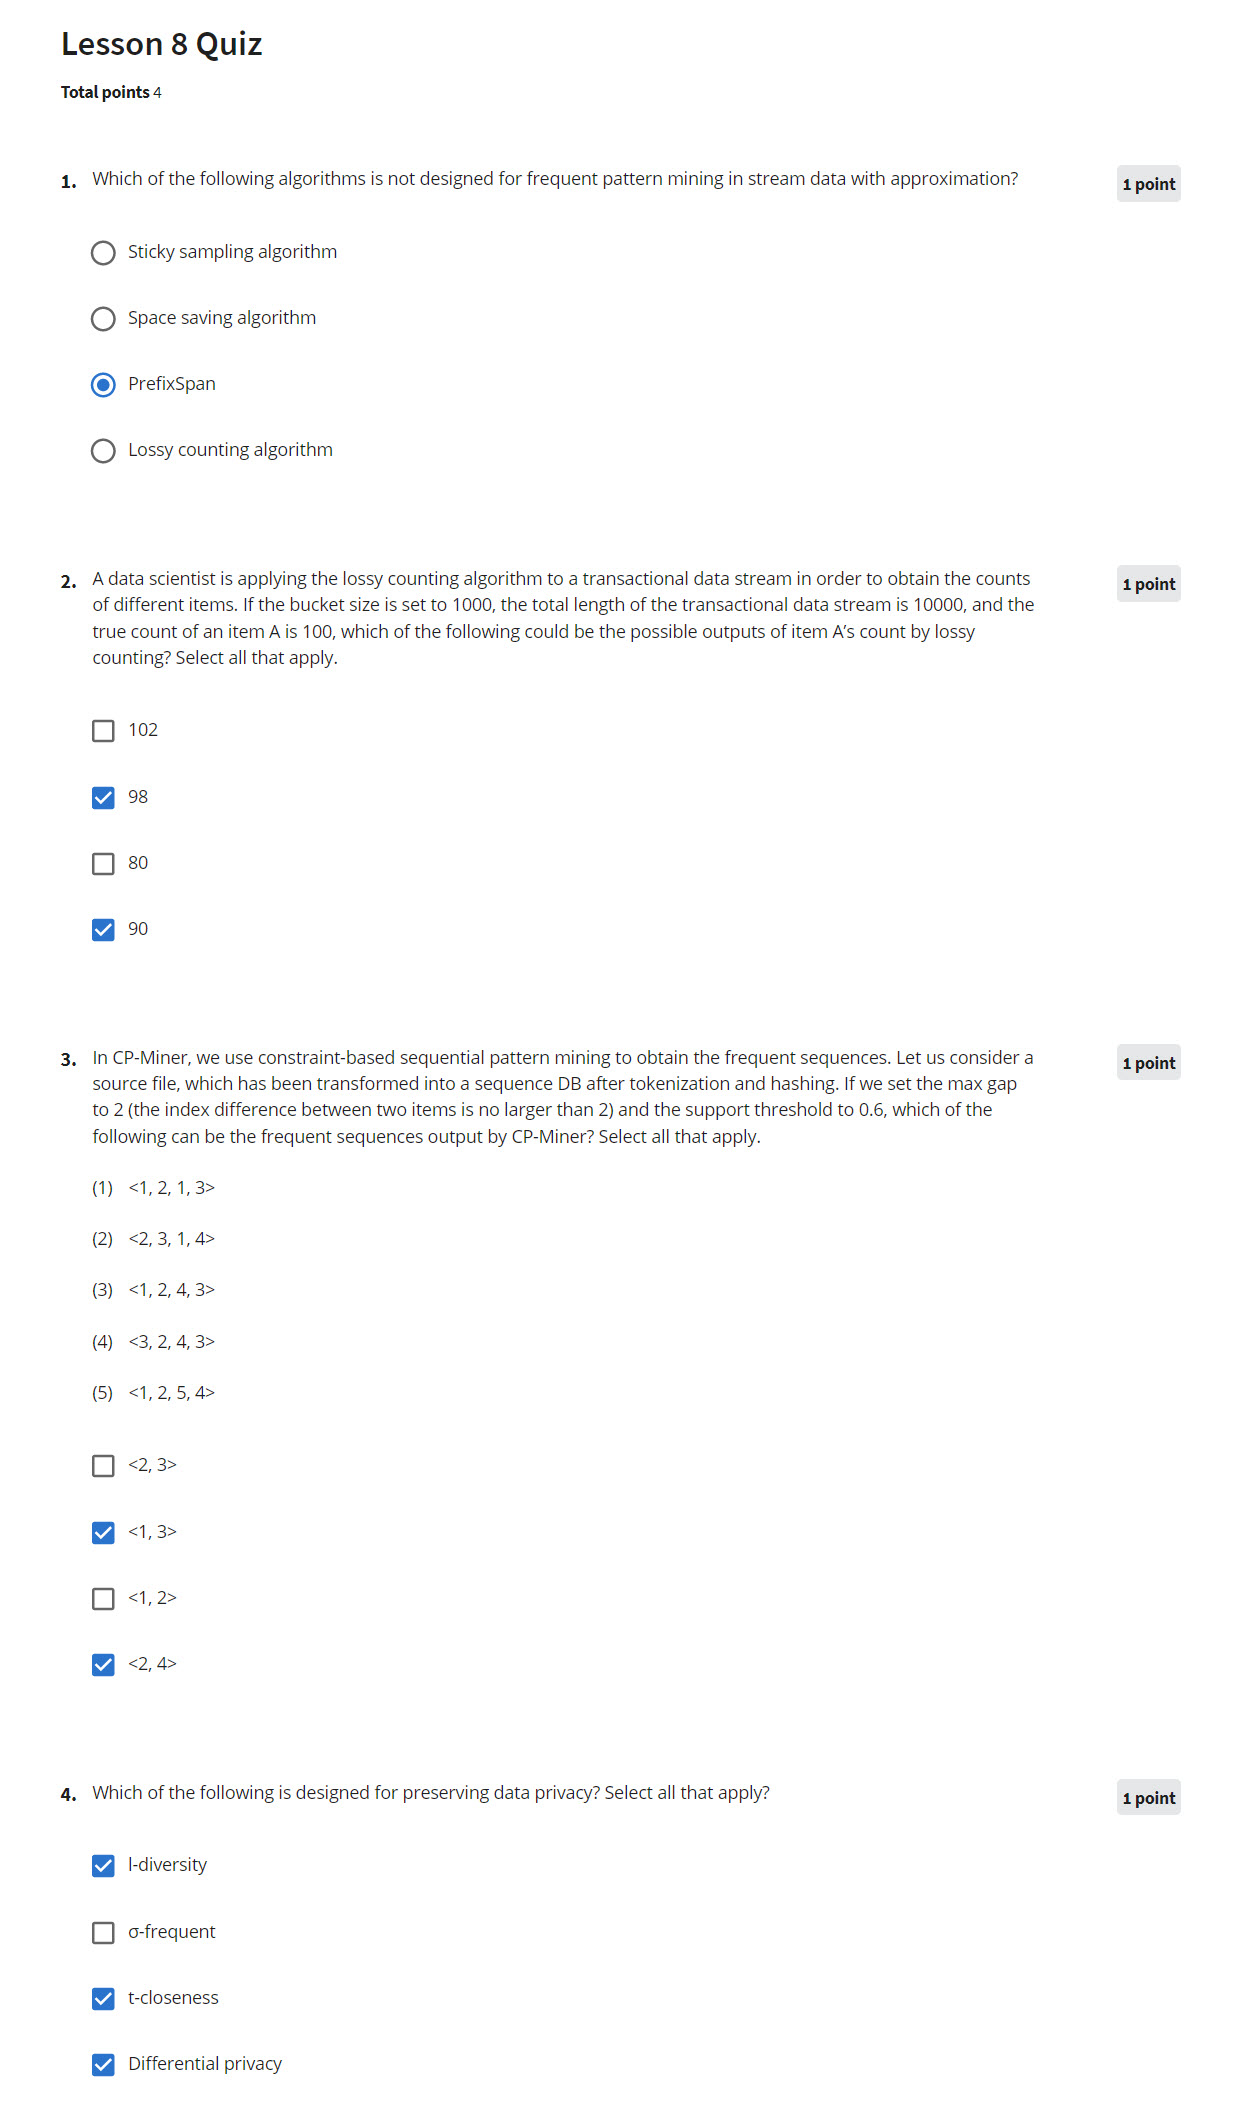 Lesson 8 Quiz
Total points 4
1. Which of the following algorithms is not designed for frequent pattern mining in stream data with approximation?
1 point
Sticky sampling algorithm
Space saving algorithm
PrefixSpan
Lossy counting algorithm
2. A data scientist is applying the lossy counting algorithm to a transactional data stream in order to obtain the counts
of different items. If the bucket size is set to 1000, the total length of the transactional data stream is 10000, and the
true count of an item A is 100, which of the following could be the possible outputs of item A’s count by lossy
counting? Select all that apply.
1 point
102
98
80
90
3. In CP-Miner, we use constraint-based sequential pattern mining to obtain the frequent sequences. Let us consider a
source file, which has been transformed into a sequence DB after tokenization and hashing. If we set the max gap
to 2 (the index difference between two items is no larger than 2) and the support threshold to 0.6, which of the
following can be the frequent sequences output by CP-Miner? Select all that apply.
1 point
(1) <1, 2, 1, 3>
(2) <2, 3, 1, 4>
(3) <1, 2, 4, 3>
(4) <3, 2, 4, 3>
(5) <1, 2, 5, 4>
<2, 3>
<1, 3>
<1, 2>
<2, 4>
4. Which of the following is designed for preserving data privacy? Select all that apply?
1 point
l-diversity
σ-frequent
t-closeness
Differential privacy